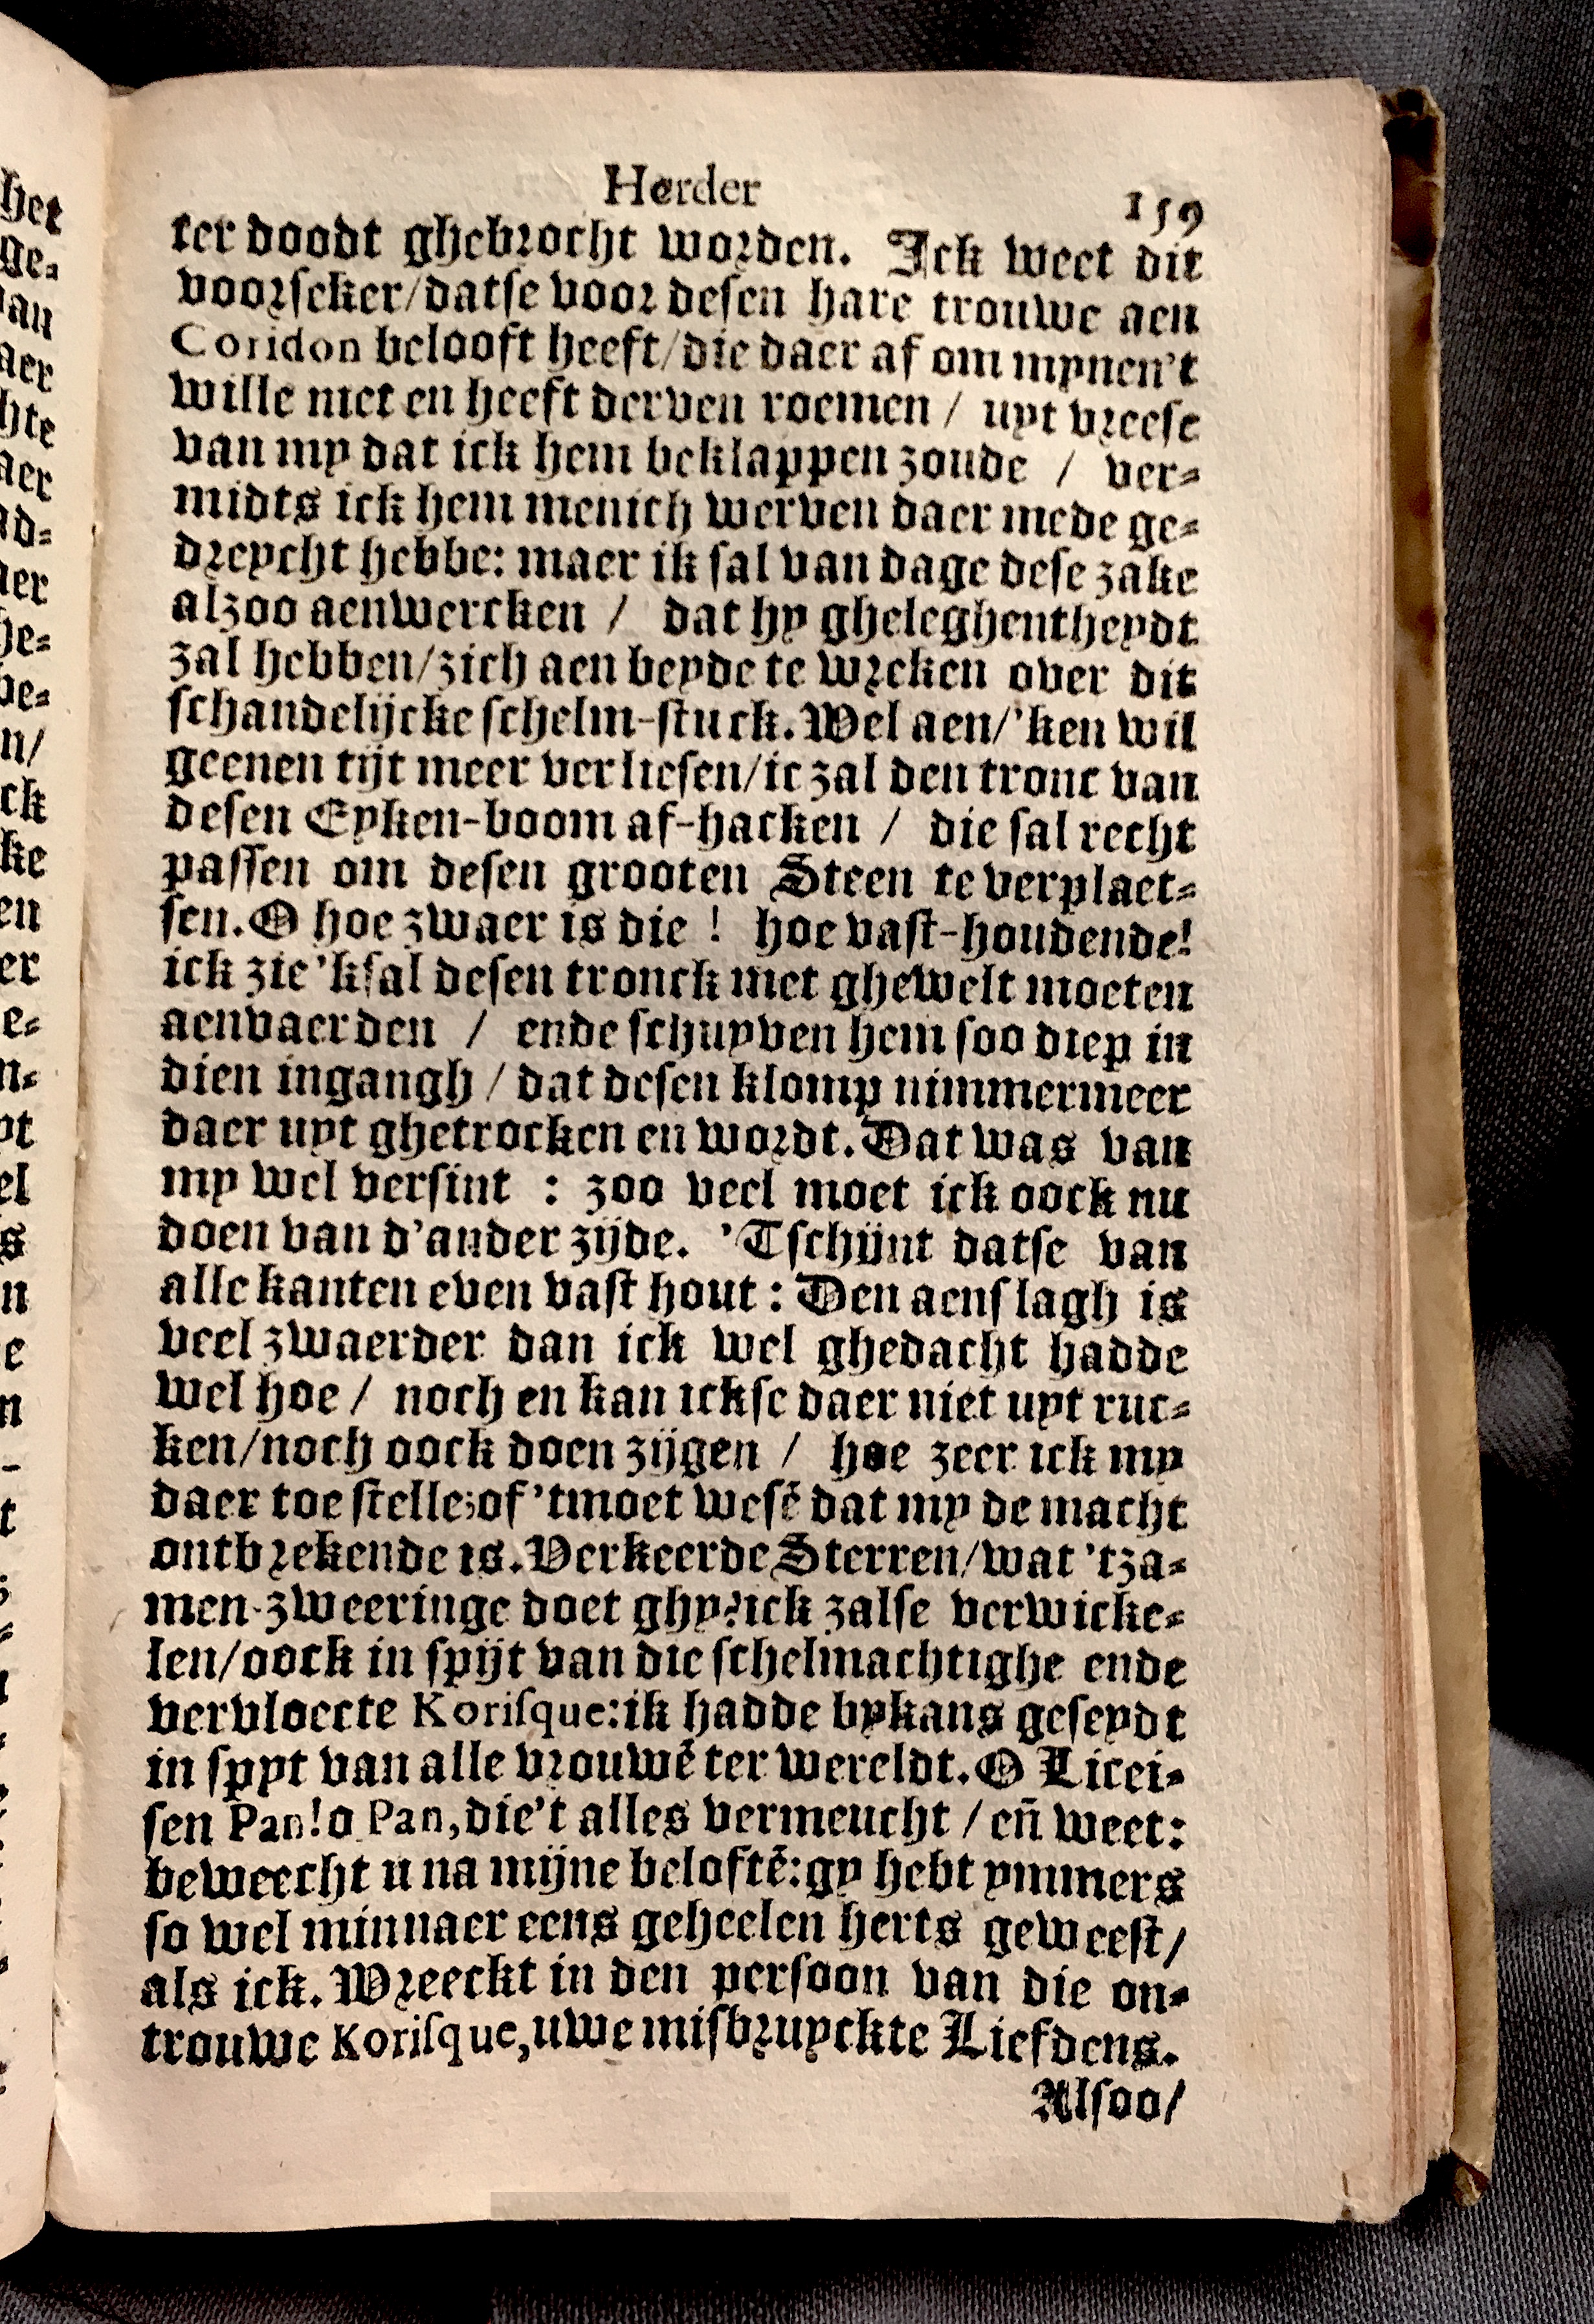 Herder 159
ter doodt ghebrocht worden. Ick weet dit
voorseker/datse voor desen hare trouwe aen
Coridon belooft heeft/die daer af om mynen't
wille niet en heeft derven roemen / uyt vreese
van my dat ick hem beklappen zoude / ver-
midts ick hem menich werven daer mede ge-
dreycht hebbe: maer ik sal van dage dese zake
alzoo aenwercken / dat hy gheleghentheydt
zal hebben/zich aen beyde te wreken over dit
schandelijcke schelm-stuck. Wel aen/'ken wil
geenen tijt meer verliesen/ic zal den tronc van
desen Eyken-boom af-hacken / die sal recht
passen om desen grooten Steen te verplaet-
sen. O hoe zwaer is die ! hoe vast-houdende!
ick zie 'ksal desen tronck met ghewelt moeten
aenvaerden / ende schuyven hem soo diep in
dien ingangh / dat desen klomp nimmermeer
daer uyt ghetrocken en wordt. Dat was van
my wel versint : zoo veel moet ick oock nu
doen van d'ander zijde. 'Tschijnt datse van
alle kanten even vast hout : Den aenslagh is
veel zwaerder dan ick wel ghedacht hadde
wel hoe / noch en kan ickse daer niet uyt ruc-
ken/noch oock doen zijgen / hoe zeer ick my
daer toe stelle;of 'tmoet wesē dat my de macht
ontbrekende is. Verkeerde Sterren/wat 'tza-
men-zweeringe doet ghy?ick zalse verwicke-
len/oock in spijt van die schelmachtighe ende
vervloecte Korisque:ik hadde bykans geseydt
in spyt van alle vrouwē ter wereldt. O Licei-
sen Pan!o Pan,die't alles vermeucht / eñ weet:
beweecht u na mijne beloftē:gy hebt ymmers
so wel minnaer eens geheelen herts geweest/
als ick. Wreeckt in den persoon van die on-
trouwe Korisque,uwe misbruyckte Liefdens.
Alsoo/